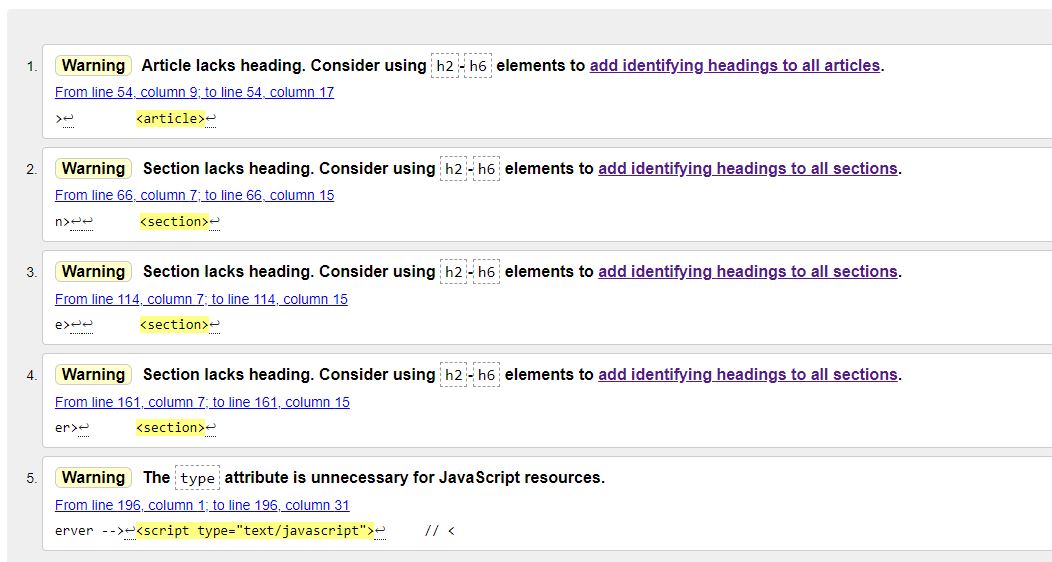 1. Warning Article lacks heading. Consider using h2-h6 elements to add identifying headings to all articles.
From line 54, column 9; to line 54, column 17
>↩ <article>↩
2. Warning Section lacks heading. Consider using h2-h6 elements to add identifying headings to all sections.
From line 66, column 7; to line 66, column 15
n>↩↩ <section>↩
3. Warning Section lacks heading. Consider using h2-h6 elements to add identifying headings to all sections.
From line 114, column 7; to line 114, column 15
e>↩↩ <section>↩
4. Warning Section lacks heading. Consider using h2-h6 elements to add identifying headings to all sections.
From line 161, column 7; to line 161, column 15
er>↩ <section>↩
5. Warning The type attribute is unnecessary for JavaScript resources.
From line 196, column 1; to line 196, column 31
erver --><script type="text/javascript">↩ // <